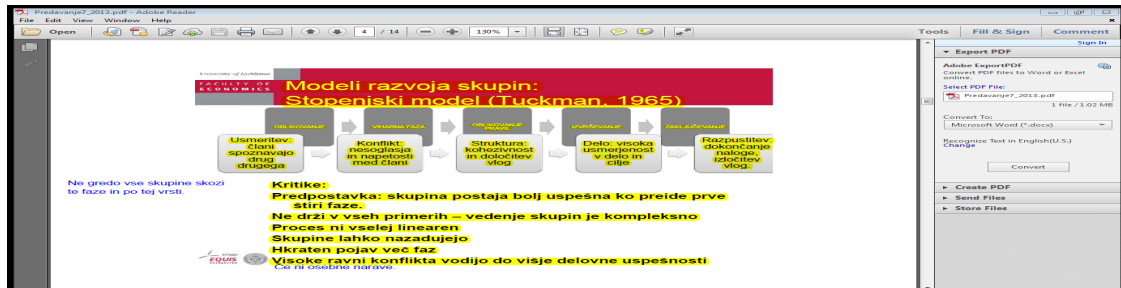 Predavanje7_2013.pdf - Adobe Reader
File Edit View Window Help
Open 4 / 14 130% Tools Fill & Sign Comment
Sign In
Export PDF
Adobe ExportPDF
Convert PDF files to Word or Excel
online.
Select PDF File:
Predavanje7_2013.pdf
1 file / 1.02 MB
Convert To:
Microsoft Word (*.docx)
Recognize Text in English(U.S.)
Change
Convert
Create PDF
Send Files
Store Files
University of Ljubljana
FACULTY OF
ECONOMICS
Modeli razvoja skupin:
Stopenjski model (Tuckman, 1965)
OBLIKOVANJE
VIHARNA FAZA
OBLIKOVANJE
PRAVIL
IZVRŠEVANJE
ZAKLJUČEVANJE
Usmeritev:
člani
spoznavajo
drug
drugega
Konflikt:
nesoglasja
in napetosti
med člani
Struktura:
kohezivnost
in določitev
vlog
Delo: visoka
usmerjenost
v delo in
cilje
Razpustitev:
dokončanje
naloge,
izločitev
vlog.
Ne gredo vse skupine skozi
te faze in po tej vrsti.
Kritike:
Predpostavka: skupina postaja bolj uspešna ko preide prve
štiri faze.
Ne drži v vseh primerih – vedenje skupin je kompleksno
Proces ni vselej linearen
Skupine lahko nazadujejo
Hkraten pojav več faz
Visoke ravni konflikta vodijo do višje delovne uspešnosti
Če ni osebne narave.
EFMD
EQUIS